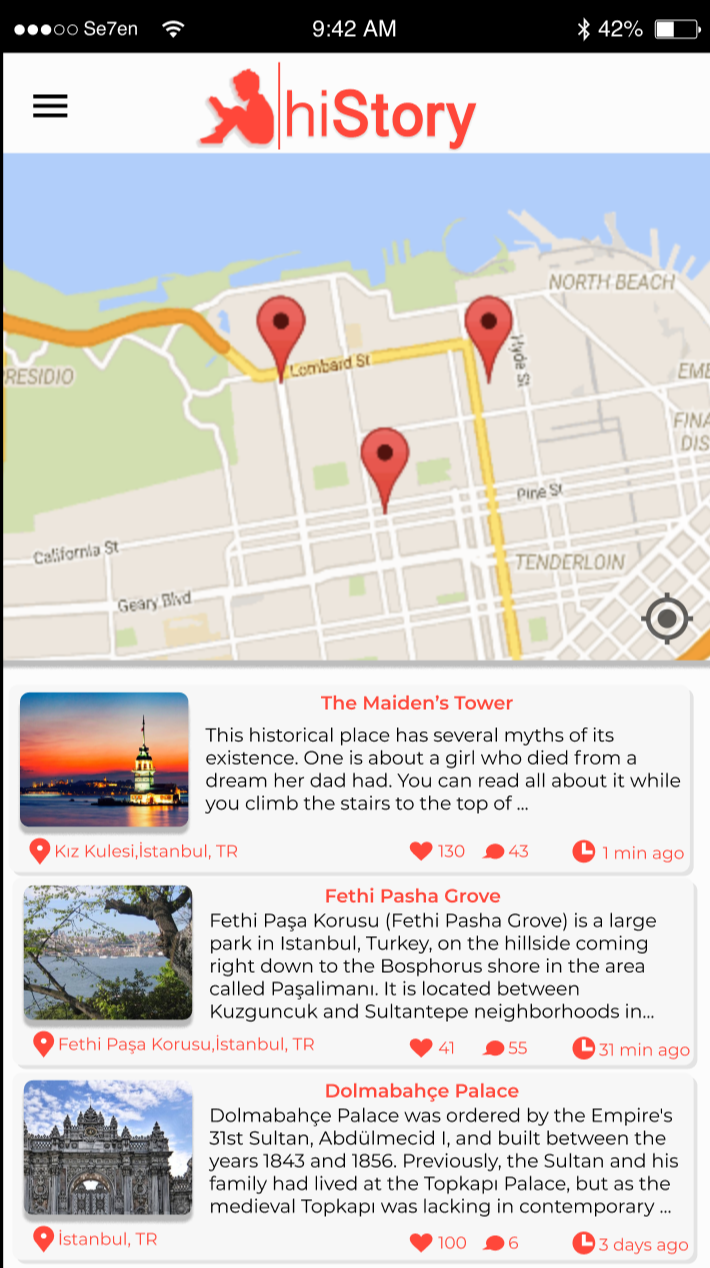 Se7en
9:42 AM
42%
hiStory
NORTH BEACH
Hyde St
Lombard St
RESIDIO
EME
FINA
DIS
Pine St
California St
TENDERLOIN
Geary Blvd
The Maiden’s Tower
This historical place has several myths of its
existence. One is about a girl who died from a
dream her dad had. You can read all about it while
you climb the stairs to the top of ...
Kız Kulesi,İstanbul, TR
130
43
1 min ago
Fethi Pasha Grove
Fethi Paşa Korusu (Fethi Pasha Grove) is a large
park in Istanbul, Turkey, on the hillside coming
right down to the Bosphorus shore in the area
called Paşalimanı. It is located between
Kuzguncuk and Sultantepe neighborhoods in...
Fethi Paşa Korusu,İstanbul, TR
41
55
31 min ago
Dolmabahçe Palace
Dolmabahçe Palace was ordered by the Empire's
31st Sultan, Abdülmecid I, and built between the
years 1843 and 1856. Previously, the Sultan and his
family had lived at the Topkapı Palace, but as the
medieval Topkapı was lacking in contemporary ...
İstanbul, TR
100
6
3 days ago